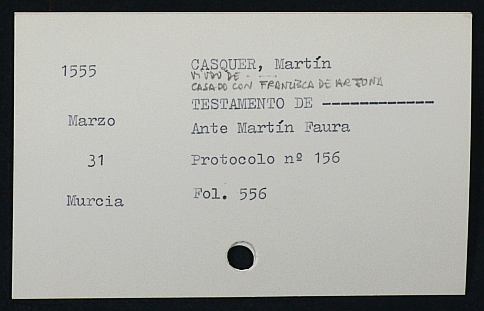 1555
CASQUER, Martín
VIUDO DE - ---
CASADO CON FRANCISCA DE
TESTAMENTO DE ------------
Marzo
Ante Martín Faura
31
Protocolo nº 156
Murcia
Fol. 556